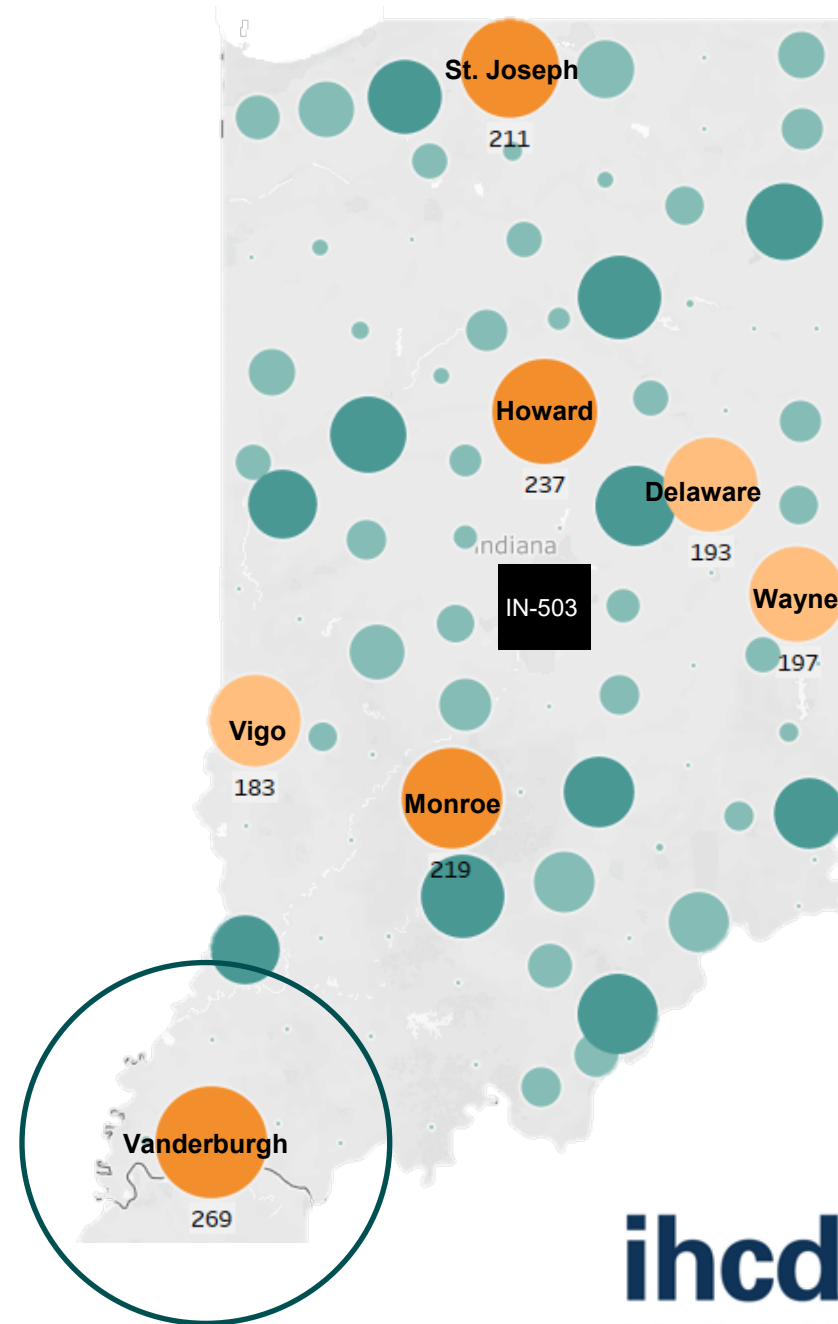 St. Joseph
211
Howard
237
Delaware
193
Indiana
IN-503
Wayne
197
Vigo
183
Monroe
219
Vanderburgh
269
ihcd